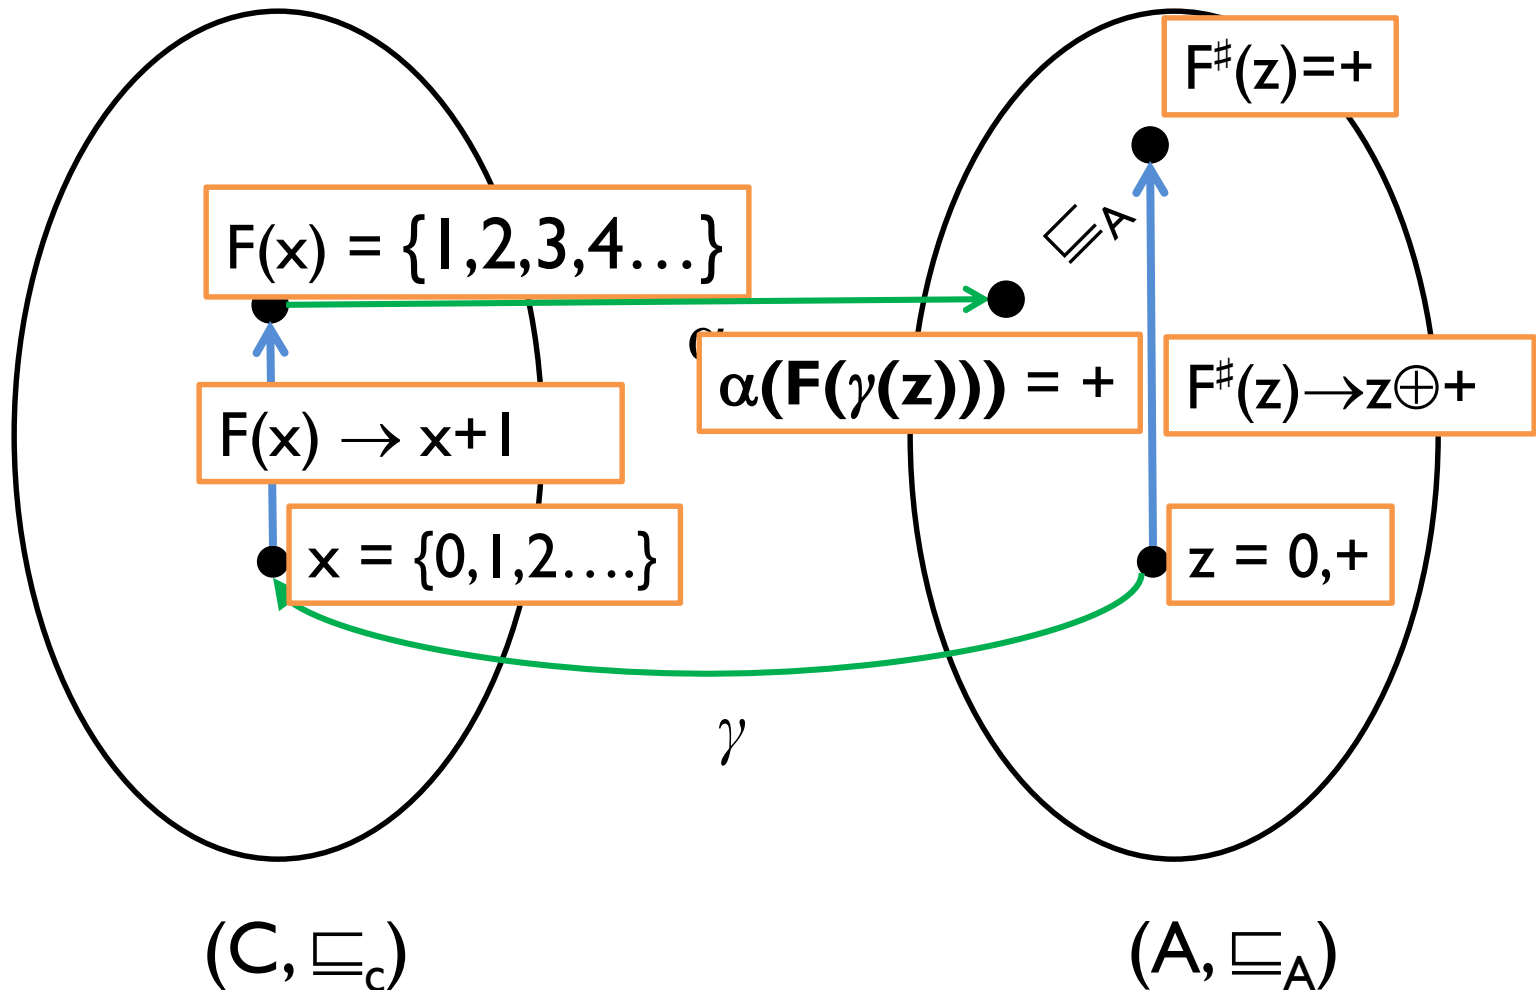 F♯(z)=+
⊑A
F(x) = {1,2,3,4…}
α
α(F(γ(z))) = +
F♯(z)→z⊕+
F(x) → x+1
x = {0,1,2….}
z = 0,+
γ
(C, ⊑c)
(A, ⊑A)